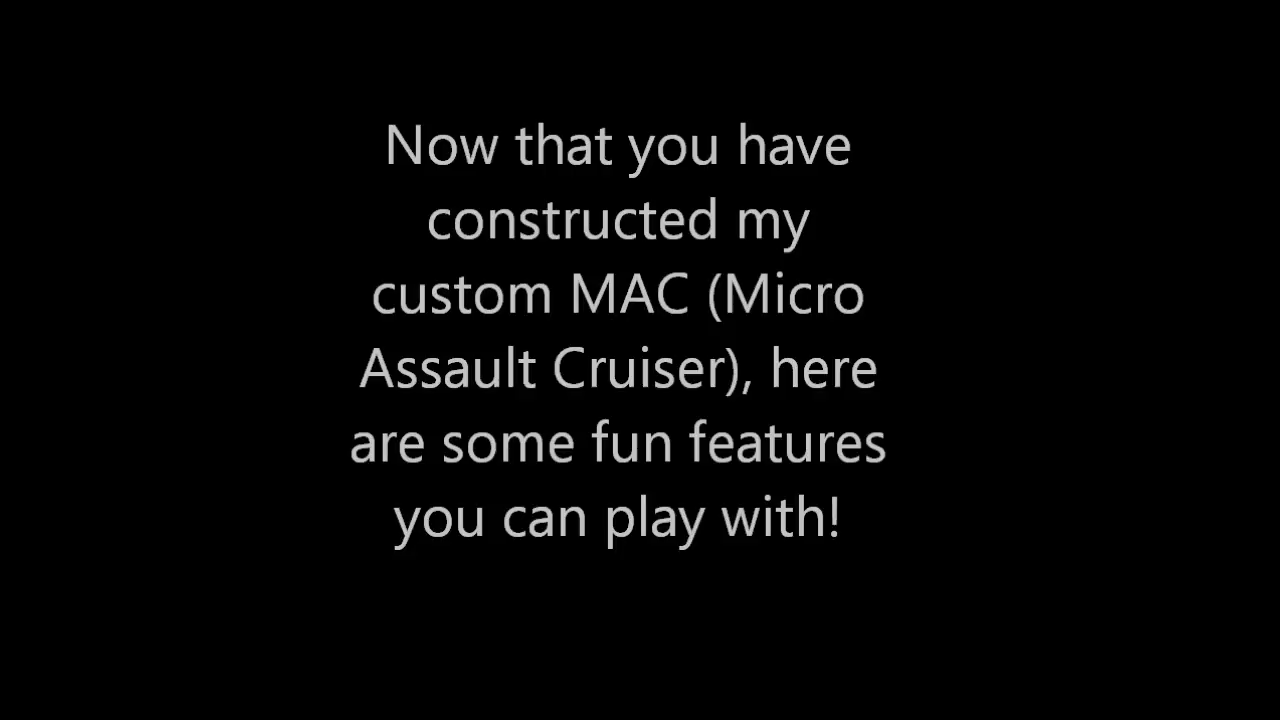 Now that you have
constructed my
custom MAC (Micro
Assault Cruiser), here
are some fun features
you can play with!